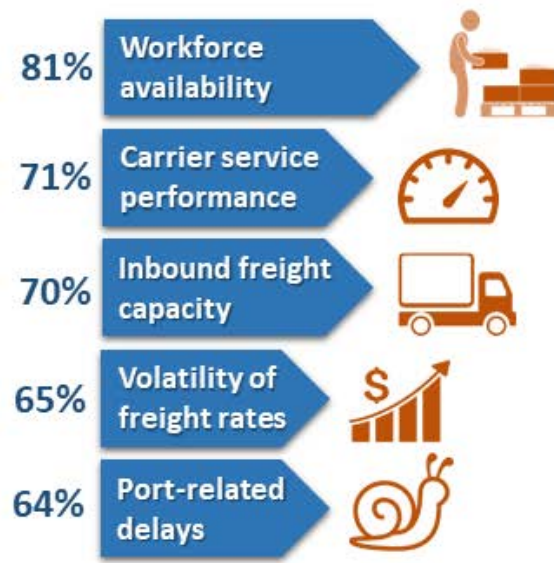 81%
Workforce
availability
71%
Carrier service
performance
70%
Inbound freight
capacity
65%
Volatility of
freight rates
$
64%
Port-related
delays